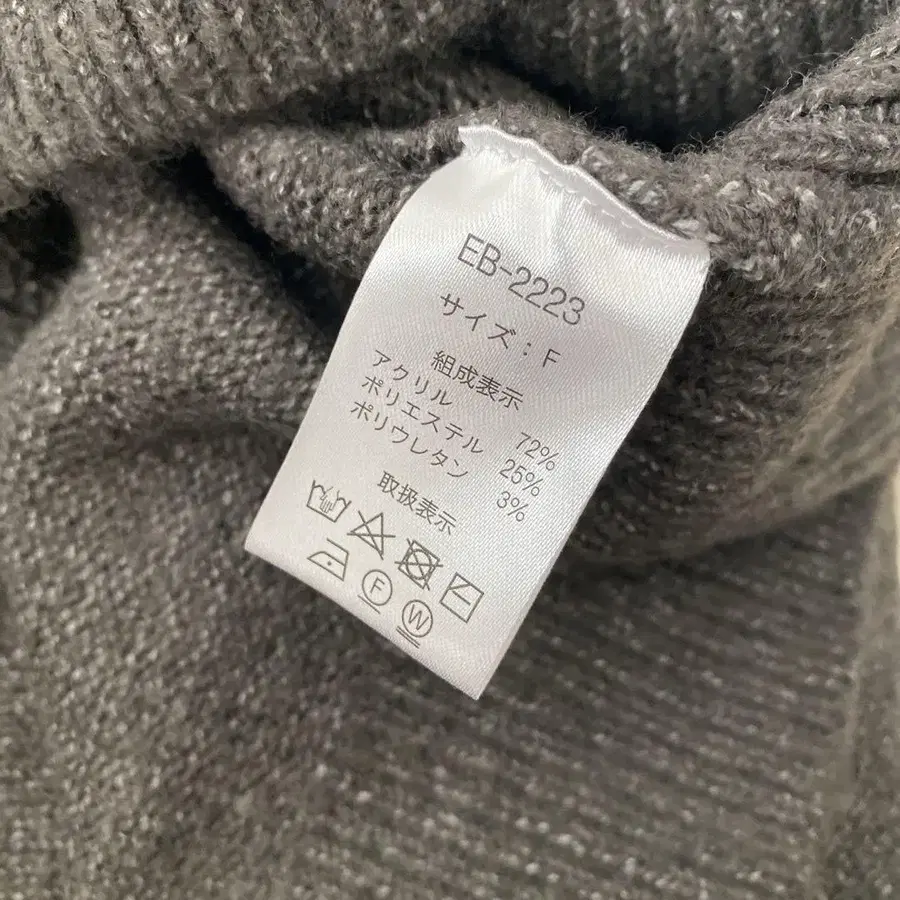 EB-2223
サイズ：F
組成表示
アクリル 72%
ポリエステル 25%
ポリウレタン 3%
取扱表示
F
W